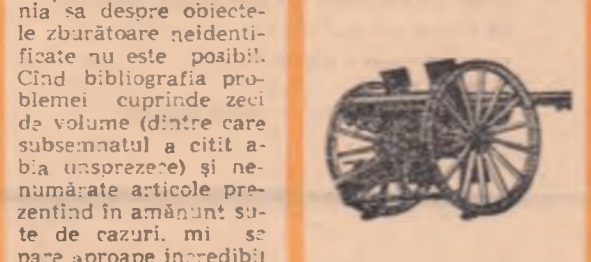 nia sa despre obiecte-
le zburătoare neidenti-
ficate nu este posibil.
Cînd bibliografia pro-
blemei cuprinde zeci
de volume (dintre care
subsemnatul a citit a-
bia unsprezece) și ne-
numărate articole pre-
zentînd în amănunt su-
te de cazuri, mi se
pare aproape incredibil